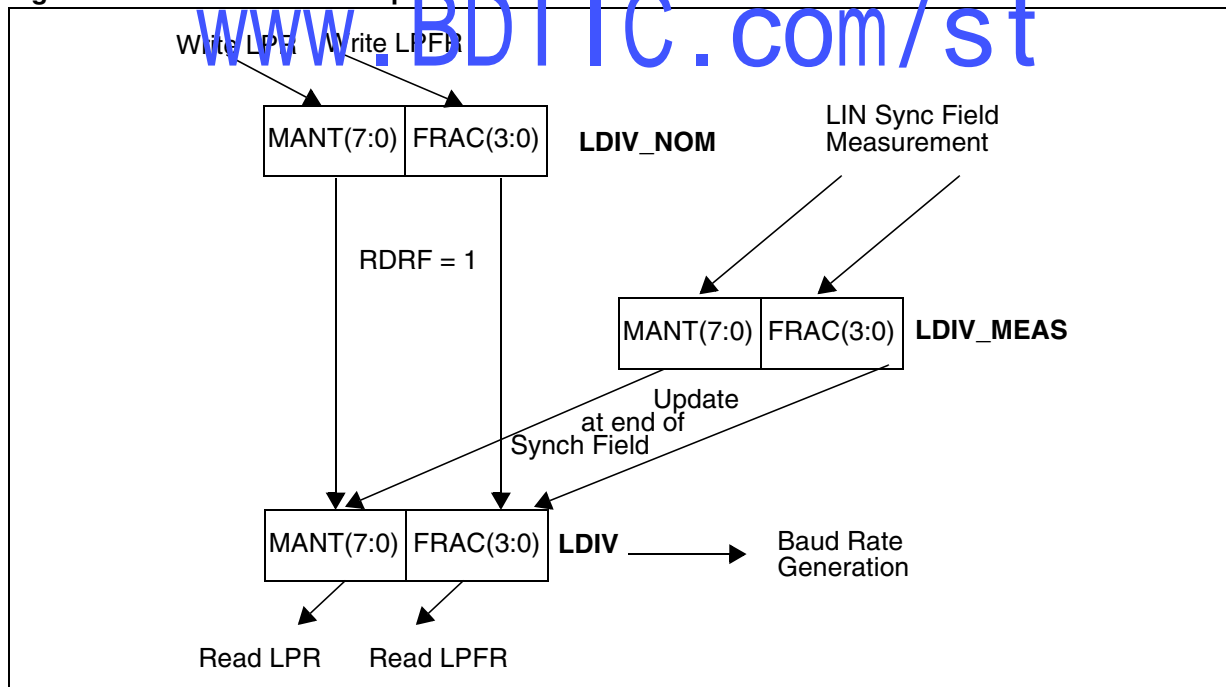 www.BDTIC.com/st
Write LPR Write LPFR
MANT(7:0) FRAC(3:0) LDIV_NOM
LIN Sync Field
Measurement
RDRF = 1
MANT(7:0) FRAC(3:0) LDIV_MEAS
Update
at end of
Synch Field
MANT(7:0) FRAC(3:0) LDIV
Baud Rate
Generation
Read LPR Read LPFR